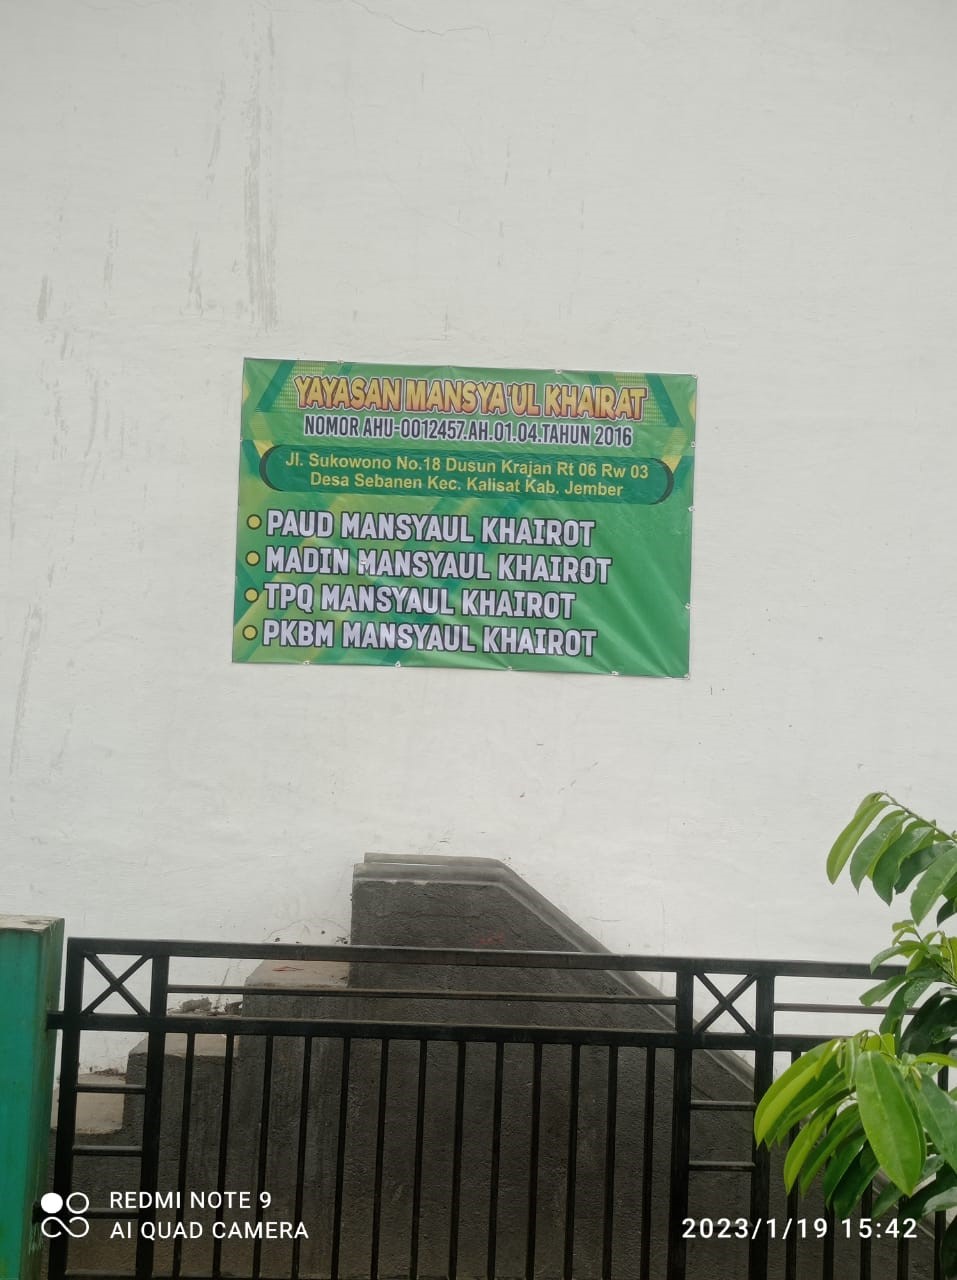 YAYASAN MANSYA'UL KHAIRAT
NOMOR AHU-0012457.AH.01.04.TAHUN 2016
Jl. Sukowono No.18 Dusun Krajan Rt 06 Rw 03
Desa Sebanen Kec. Kalisat Kab. Jember
PAUD MANSYAUL KHAIROT
MADIN MANSYAUL KHAIROT
TPQ MANSYAUL KHAIROT
PKBM MANSYAUL KHAIROT
REDMI NOTE 9
AI QUAD CAMERA
2023/1/19 15:42